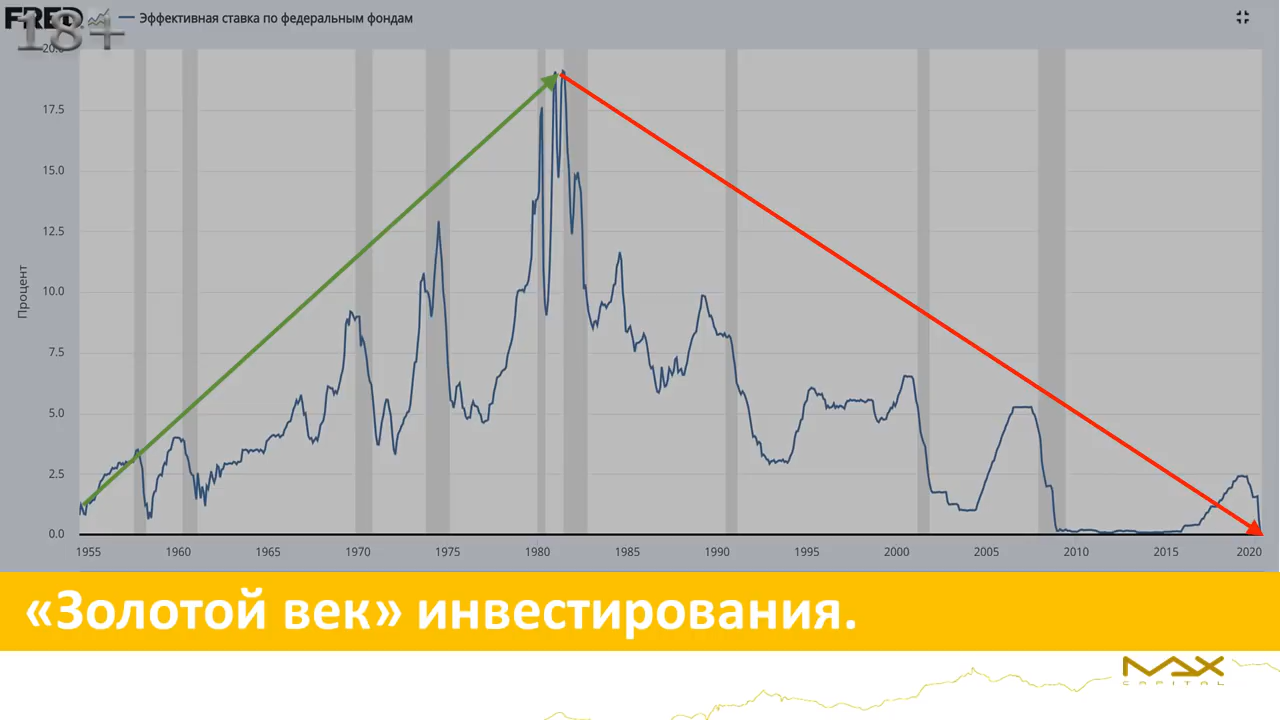 FRED
18+
Эффективная ставка по федеральным фондам
Процент
20.0
17.5
15.0
12.5
10.0
7.5
5.0
2.5
0.0
1955 1960 1965 1970 1975 1980 1985 1990 1995 2000 2005 2010 2015 2020
«Золотой век» инвестирования.
MAX
CAPITAL